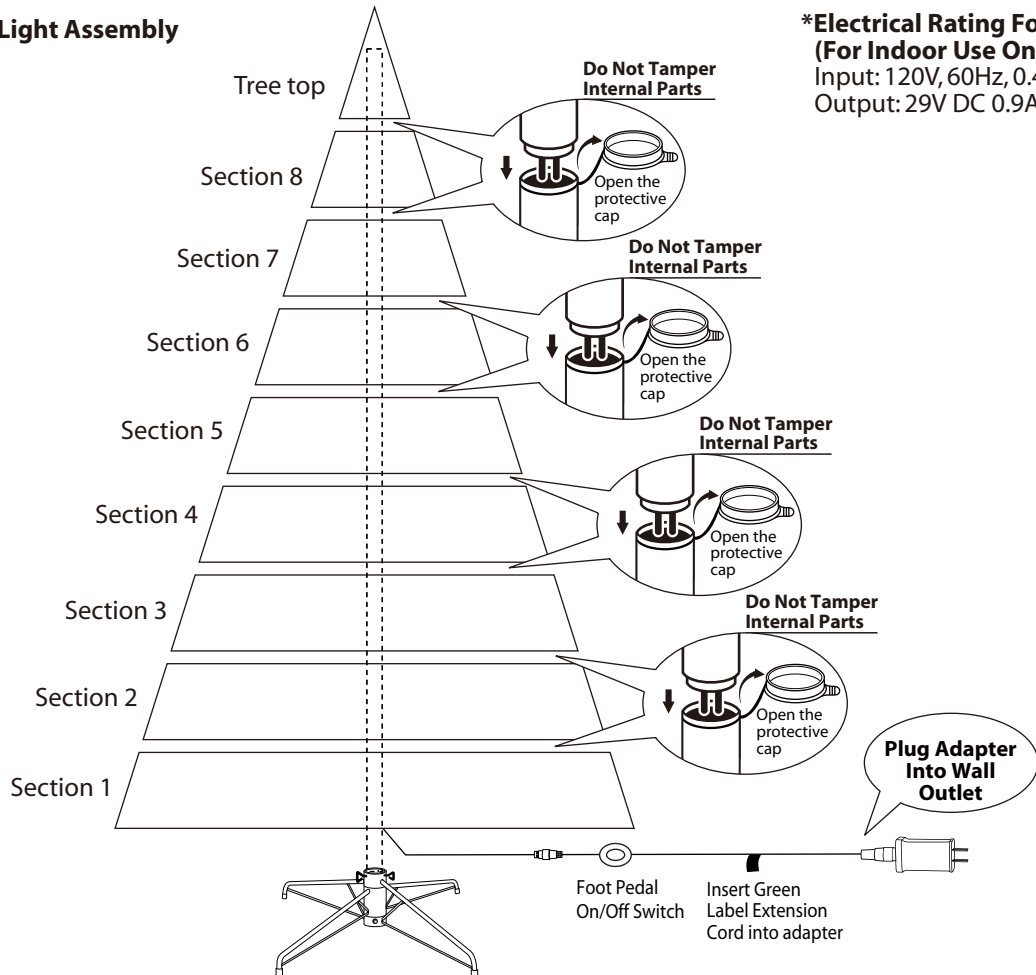 Light Assembly
*Electrical Rating Fo
(For Indoor Use On
Input: 120V, 60Hz, 0.4
Output: 29V DC 0.9A
Tree top
Do Not Tamper
Internal Parts
Open the
protective
cap
Section 8
Section 7
Do Not Tamper
Internal Parts
Open the
protective
cap
Section 6
Section 5
Do Not Tamper
Internal Parts
Open the
protective
cap
Section 4
Section 3
Do Not Tamper
Internal Parts
Open the
protective
cap
Section 2
Section 1
Plug Adapter
Into Wall
Outlet
Foot Pedal
On/Off Switch
Insert Green
Label Extension
Cord into adapter